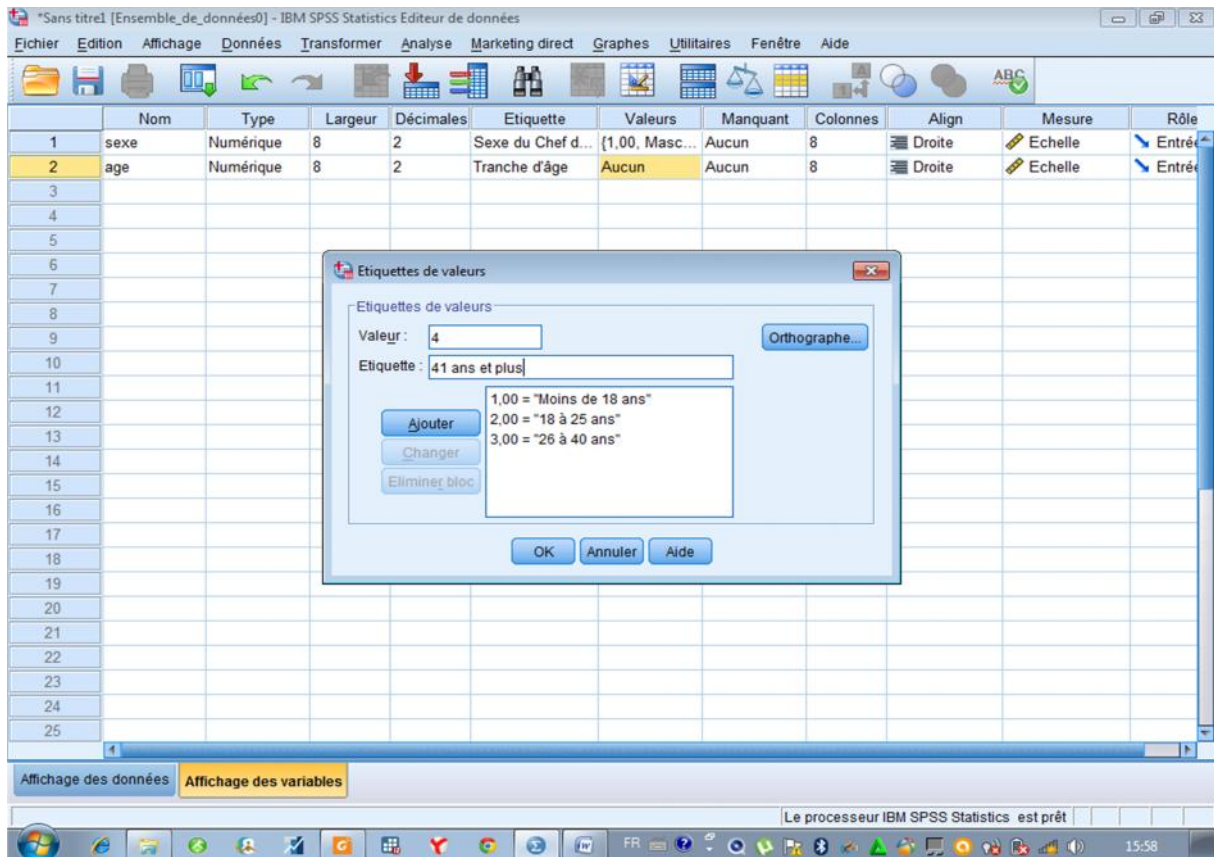 *Sans titre1 [Ensemble_de_données0] - IBM SPSS Statistics Editeur de données
Fichier Edition Affichage Données Transformer Analyse Marketing direct Graphes Utilitaires Fenêtre Aide
Nom Type Largeur Décimales Etiquette Valeurs Manquant Colonnes Align Mesure Rôle
1 sexe Numérique 8 2 Sexe du Chef d... {1,00, Masc... Aucun 8 Droite Echelle Entrée
2 age Numérique 8 2 Tranche d'âge Aucun Aucun 8 Droite Echelle Entrée
3
4
5
6
7
8
9
10
11
12
13
14
15
16
17
18
19
20
21
22
23
24
25
Etiquettes de valeurs
Etiquettes de valeurs
Valeur : 4
Orthographe...
Etiquette : 41 ans et plus
1,00 = "Moins de 18 ans"
2,00 = "18 à 25 ans"
3,00 = "26 à 40 ans"
Ajouter
Changer
Eliminer bloc
OK Annuler Aide
Affichage des données Affichage des variables
Le processeur IBM SPSS Statistics est prêt
FR 15:58